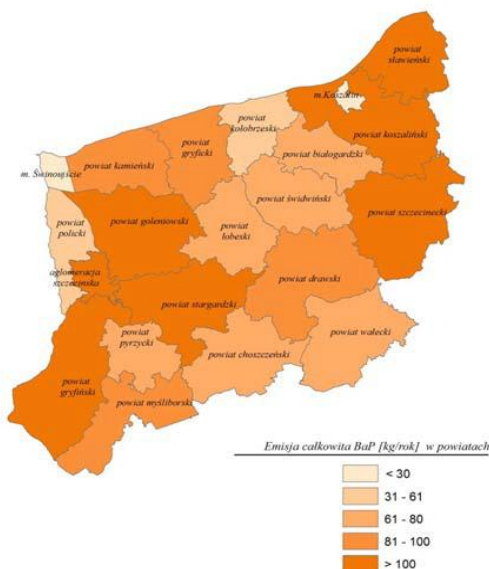 powiat
sławieński
m.Koszalin
powiat
kołobrzeski
powiat koszaliński
powiat
gryficki
powiat białogardzki
powiat kamieński
m. Świnoujście
powiat świdwiński
powiat szczecinecki
powiat goleniowski
powiat
policki
powiat
łobeski
aglomeracja
szczecińska
powiat drawski
powiat stargardzki
powiat wałecki
powiat
pyrzycki
powiat choszczeński
powiat
gryfiński
powiat myśliborski
Emisja całkowita BaP [kg/rok] w powiatach
< 30
31 - 61
61 - 80
81 - 100
> 100